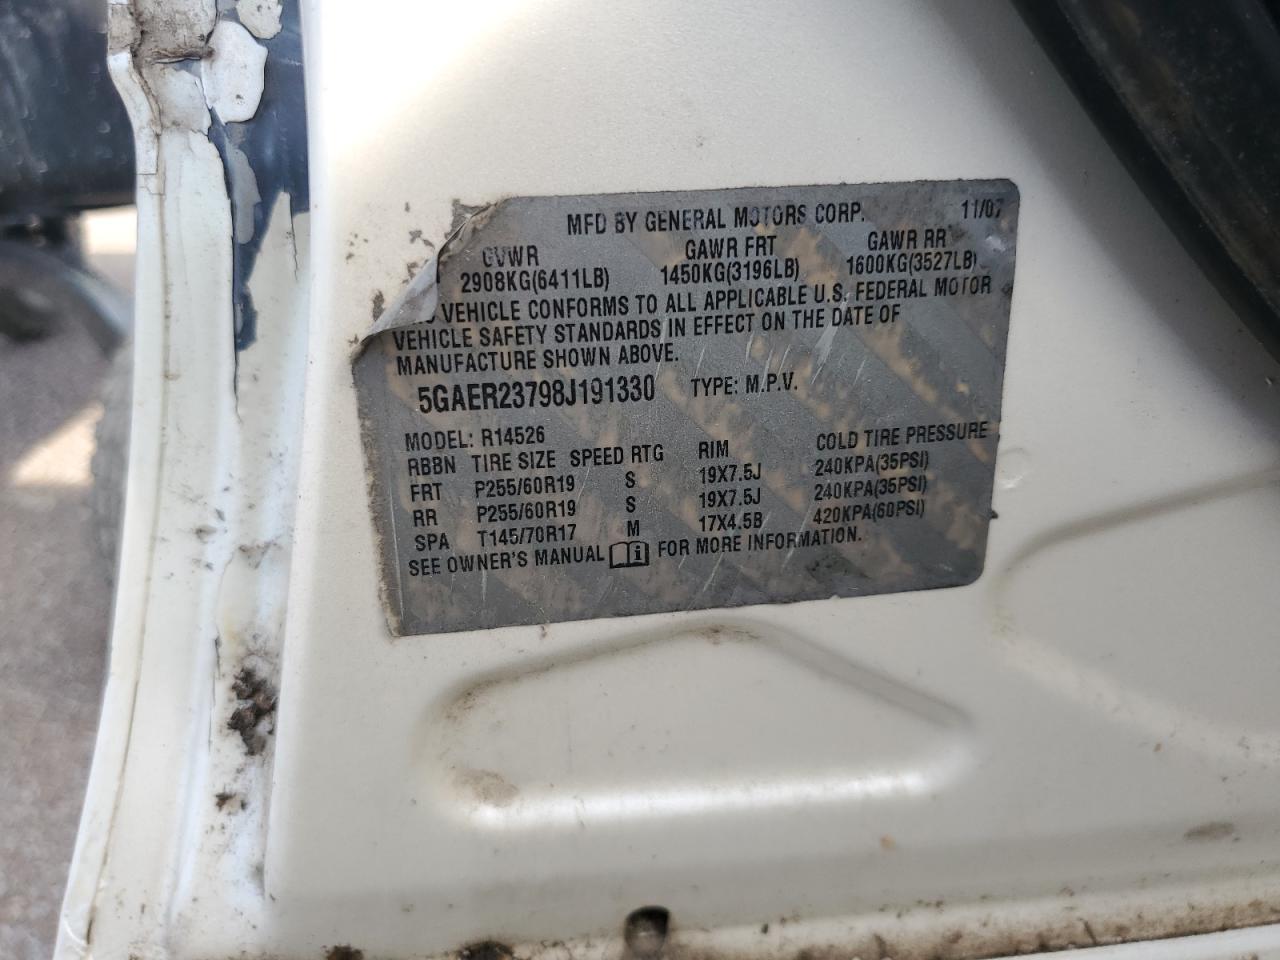 MFD BY GENERAL MOTORS CORP. 11/07
GVWR GAWR FRT GAWR RR
2908KG(6411LB) 1450KG(3196LB) 1600KG(3527LB)
VEHICLE CONFORMS TO ALL APPLICABLE U.S. FEDERAL MOTOR
VEHICLE SAFETY STANDARDS IN EFFECT ON THE DATE OF
MANUFACTURE SHOWN ABOVE.
5GAER23798J191330 TYPE: M.P.V.
MODEL: R14526
RBBN TIRE SIZE SPEED RTG RIM COLD TIRE PRESSURE
FRT P255/60R19 S 19X7.5J 240KPA(35PSI)
RR P255/60R19 S 19X7.5J 240KPA(35PSI)
SPA T145/70R17 M 17X4.5B 420KPA(60PSI)
SEE OWNER'S MANUAL FOR MORE INFORMATION.